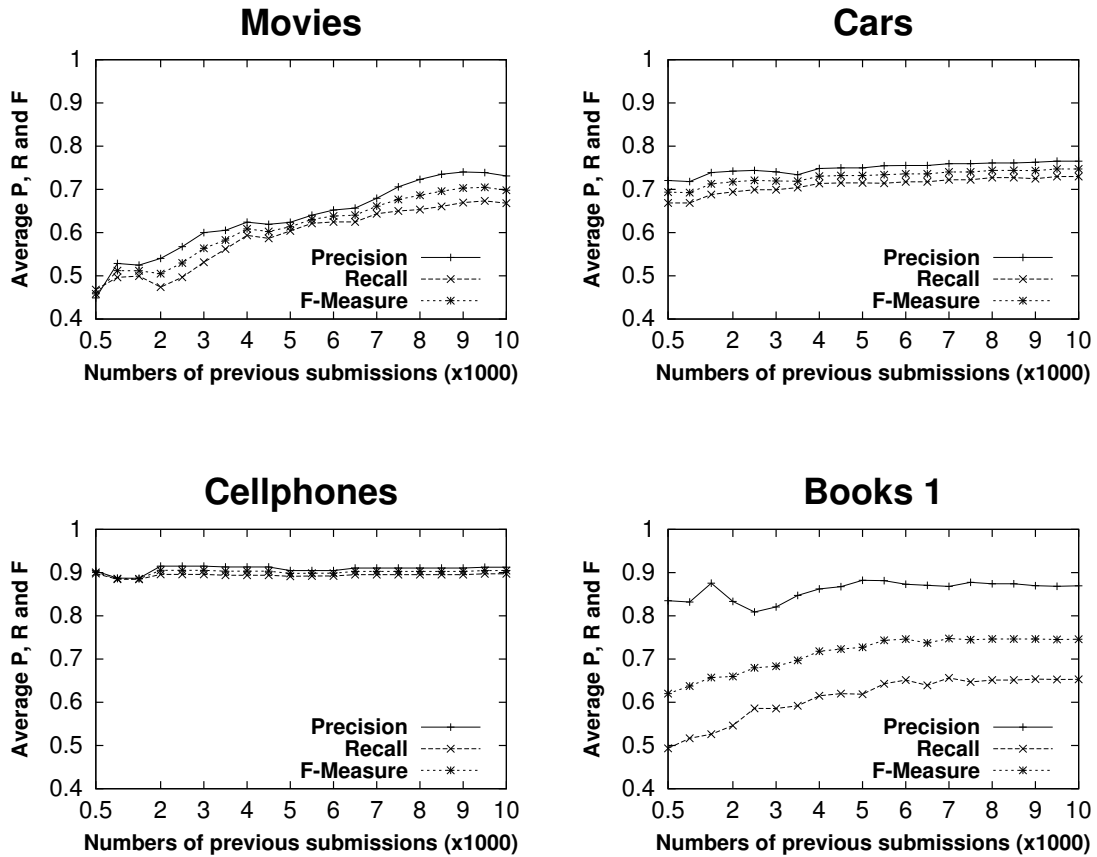 Movies
Average P, R and F
1
0.9
0.8
0.7
0.6
0.5
0.4
Precision
Recall
F-Measure
0.5 2 3 4 5 6 7 8 9 10
Numbers of previous submissions (x1000)
Cars
Average P, R and F
1
0.9
0.8
0.7
0.6
0.5
0.4
Precision
Recall
F-Measure
0.5 2 3 4 5 6 7 8 9 10
Numbers of previous submissions (x1000)
Cellphones
Average P, R and F
1
0.9
0.8
0.7
0.6
0.5
0.4
Precision
Recall
F-Measure
0.5 2 3 4 5 6 7 8 9 10
Numbers of previous submissions (x1000)
Books 1
Average P, R and F
1
0.9
0.8
0.7
0.6
0.5
0.4
Precision
Recall
F-Measure
0.5 2 3 4 5 6 7 8 9 10
Numbers of previous submissions (x1000)